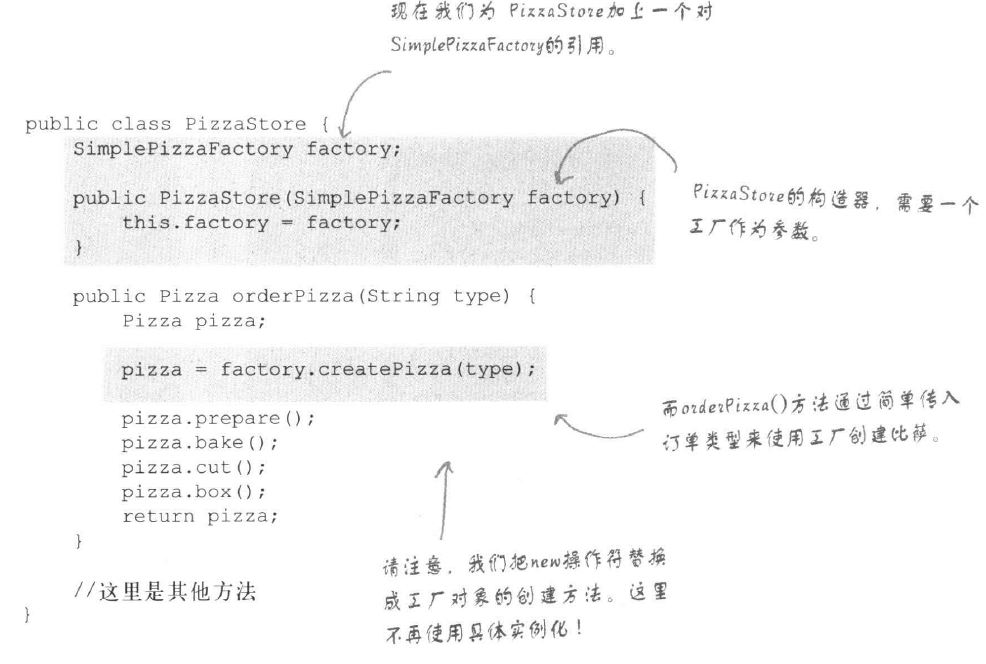 现在我们为 PizzaStore加上一个对
SimplePizzaFactory的引用。
public class PizzaStore {
SimplePizzaFactory factory;
public PizzaStore(SimplePizzaFactory factory) {
this.factory = factory;
}
PizzaStore的构造器，需要一个
工厂作为参数。
public Pizza orderPizza(String type) {
Pizza pizza;
pizza = factory.createPizza(type);
而orderPizza()方法通过简单传入
订单类型来使用工厂创建比萨。
pizza.prepare();
pizza.bake();
pizza.cut();
pizza.box();
return pizza;
}
请注意，我们把new操作符替换
成工厂对象的创建方法。这里
不再使用具体实例化！
//这里是其他方法
}